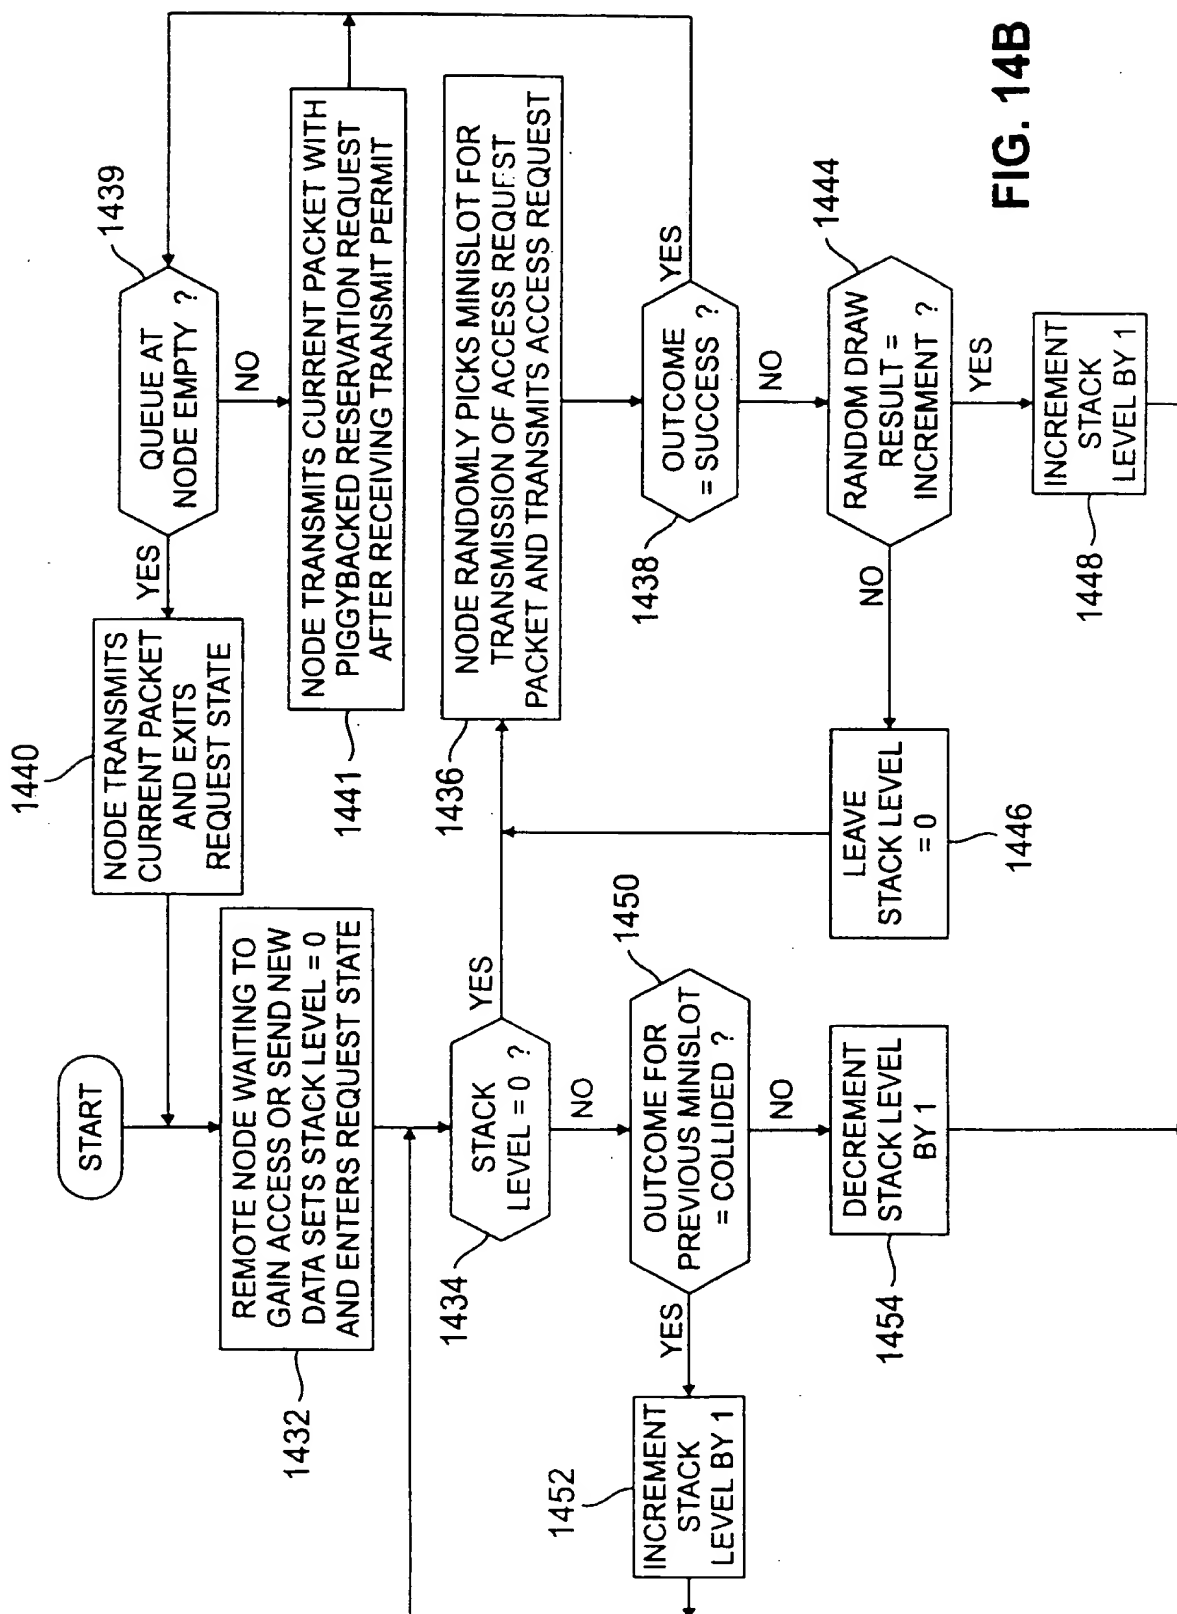 START
REMOTE NODE WAITING TO
GAIN ACCESS OR SEND NEW
DATA SETS STACK LEVEL = 0
AND ENTERS REQUEST STATE
1432
STACK
LEVEL = 0 ?
1434
YES
NO
OUTCOME FOR
PREVIOUS MINISLOT
= COLLIDED ?
1450
YES
NO
INCREMENT
STACK
LEVEL BY 1
1452
DECREMENT
STACK LEVEL
BY 1
1454
1440
NODE TRANSMITS
CURRENT PACKET
AND EXITS
REQUEST STATE
YES
QUEUE AT
NODE EMPTY ?
1439
NO
NODE TRANSMITS CURRENT PACKET WITH
PIGGYBACKED RESERVATION REQUEST
AFTER RECEIVING TRANSMIT PERMIT
1441
NODE RANDOMLY PICKS MINISLOT FOR
TRANSMISSION OF ACCESS REQUEST
PACKET AND TRANSMITS ACCESS REQUEST
1436
OUTCOME
= SUCCESS ?
1438
YES
NO
RANDOM DRAW
RESULT =
INCREMENT ?
1444
NO
YES
LEAVE
STACK LEVEL
= 0
1446
INCREMENT
STACK
LEVEL BY 1
1448
FIG. 14B